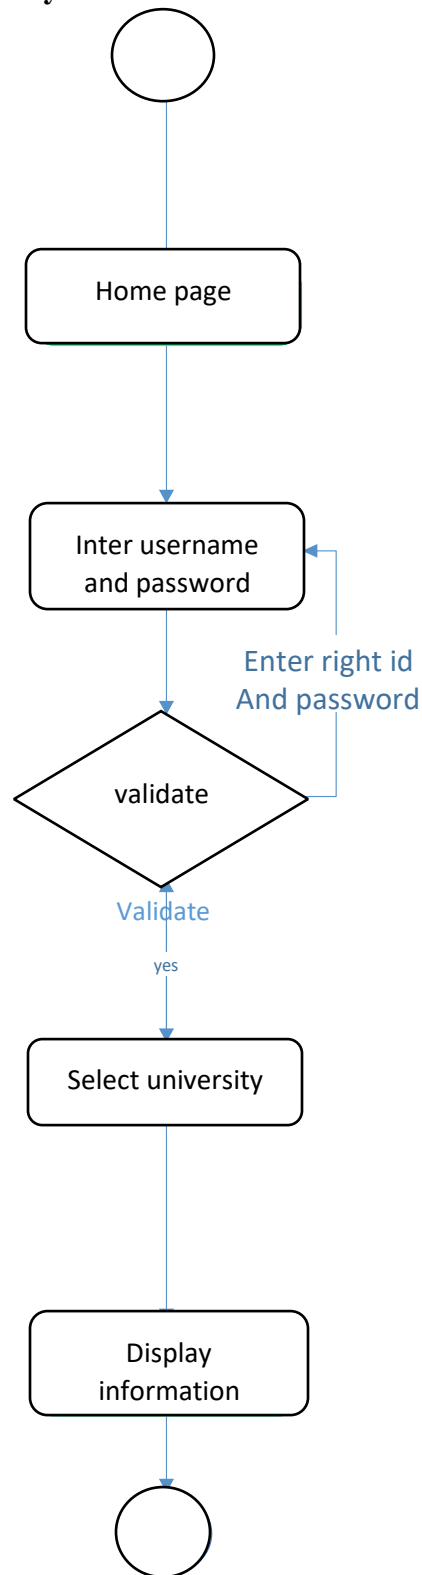 y
Home page
Inter username
and password
Enter right id
And password
validate
Validate
yes
Select university
Display
information